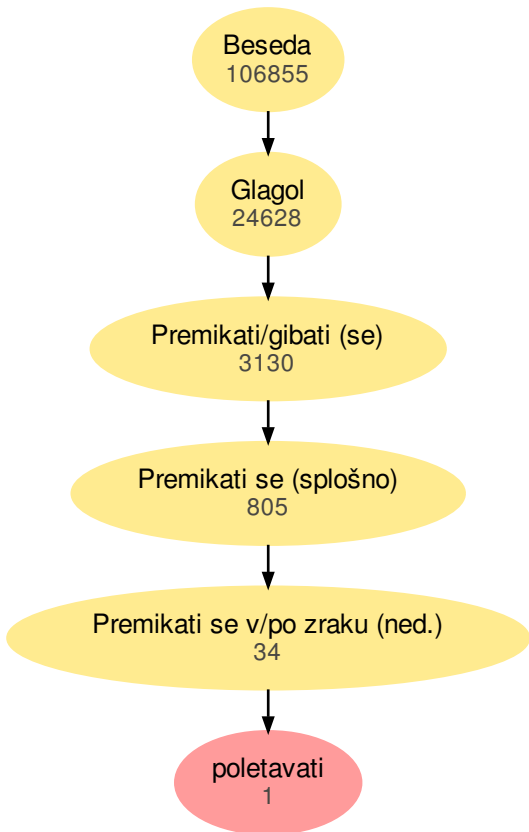 Beseda
106855
Glagol
24628
Premikati/gibati (se)
3130
Premikati se (splošno)
805
Premikati se v/po zraku (ned.)
34
poletavati
1